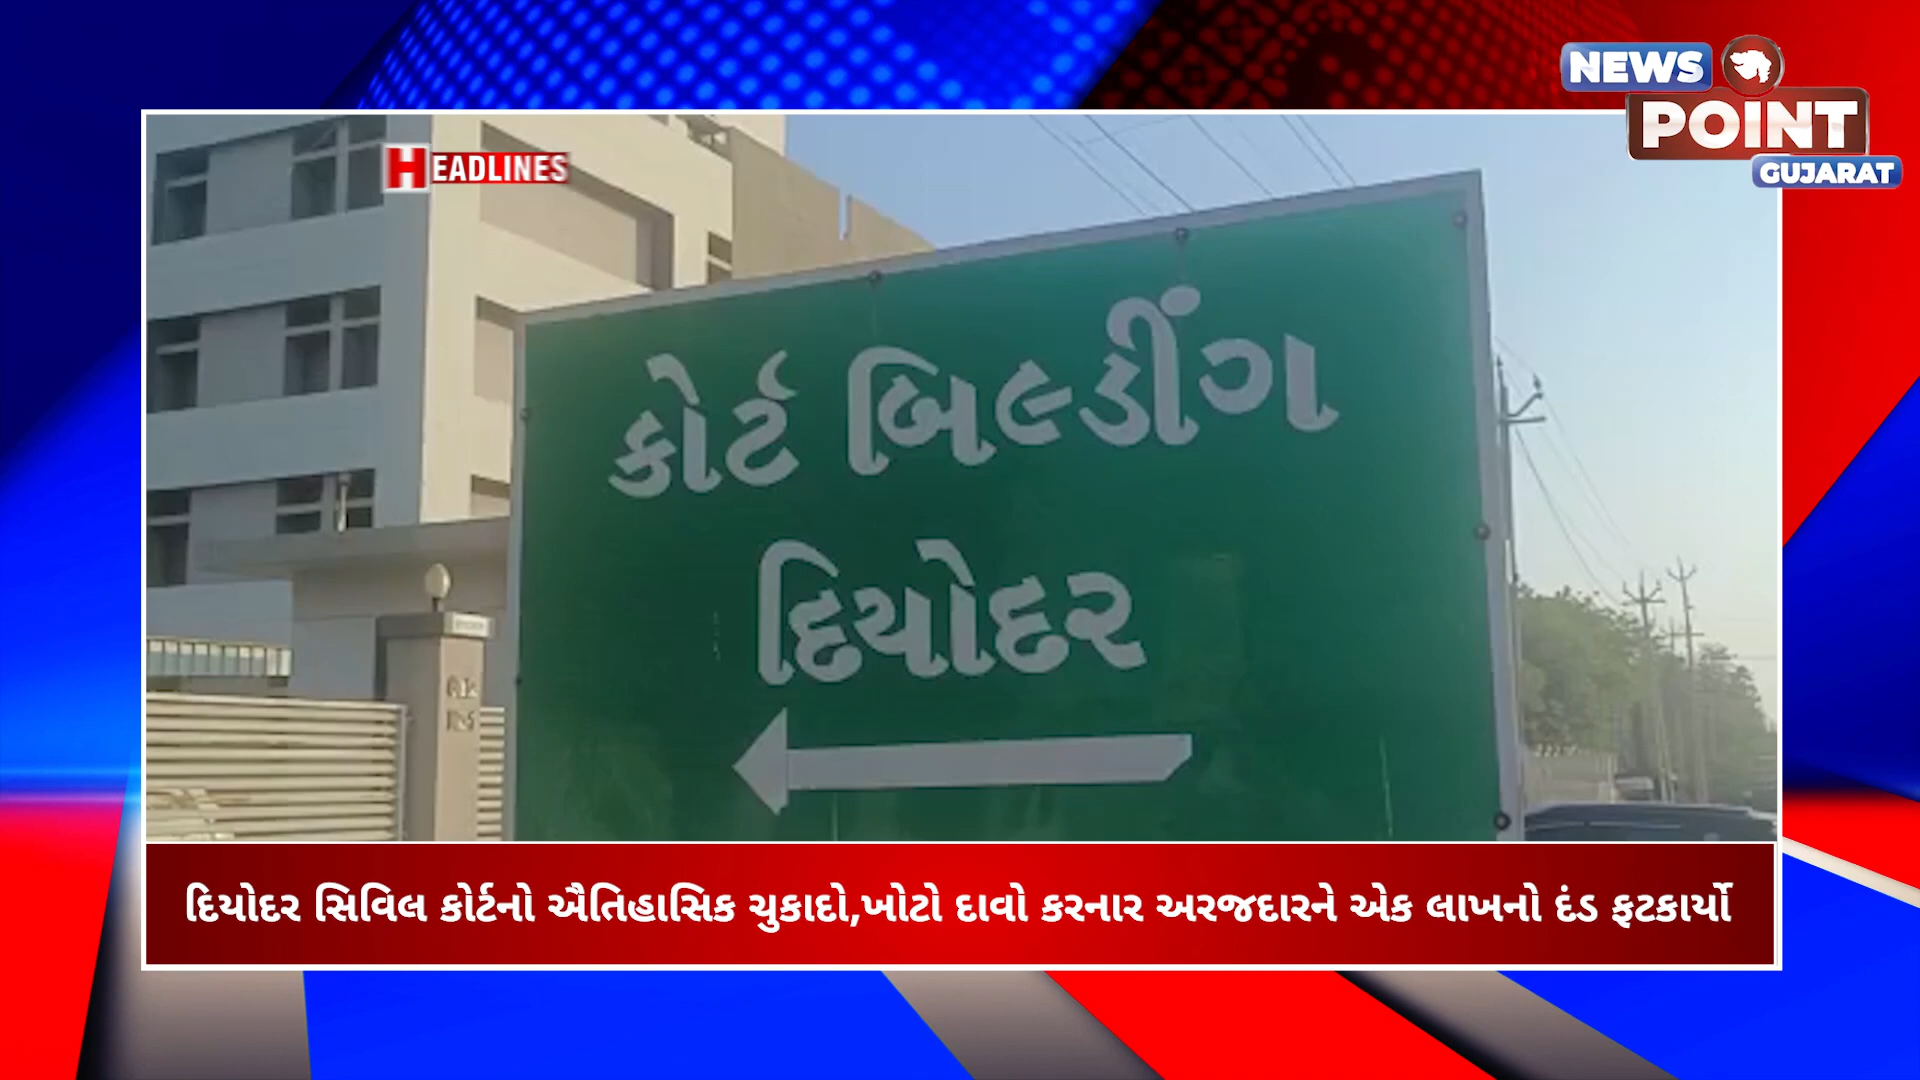 NEWS
POINT
GUJARAT
HEADLINES
કોર્ટ બિલ્ડીંગ
દિયોદર
દિયોદર સિવિલ કોર્ટનો ઐતિહાસિક ચુકાદો,ખોટો દાવો કરનાર અરજદારને એક લાખનો દંડ ફટકાર્યો